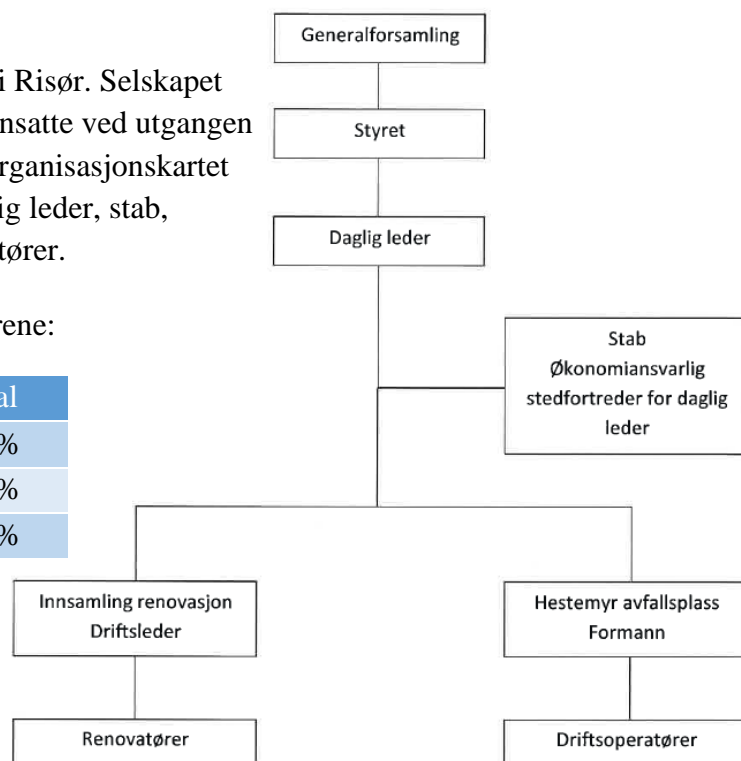 i Risør. Selskapet
nsatte ved utgangen
rganisasjonskartet
ig leder, stab,
tører.
rene:
al
%
%
%
Generalforsamling
Styret
Daglig leder
Stab
Økonomiansvarlig
stedfortreder for daglig
leder
Innsamling renovasjon
Driftsleder
Hestemyr avfallsplass
Formann
Renovatører
Driftsoperatører